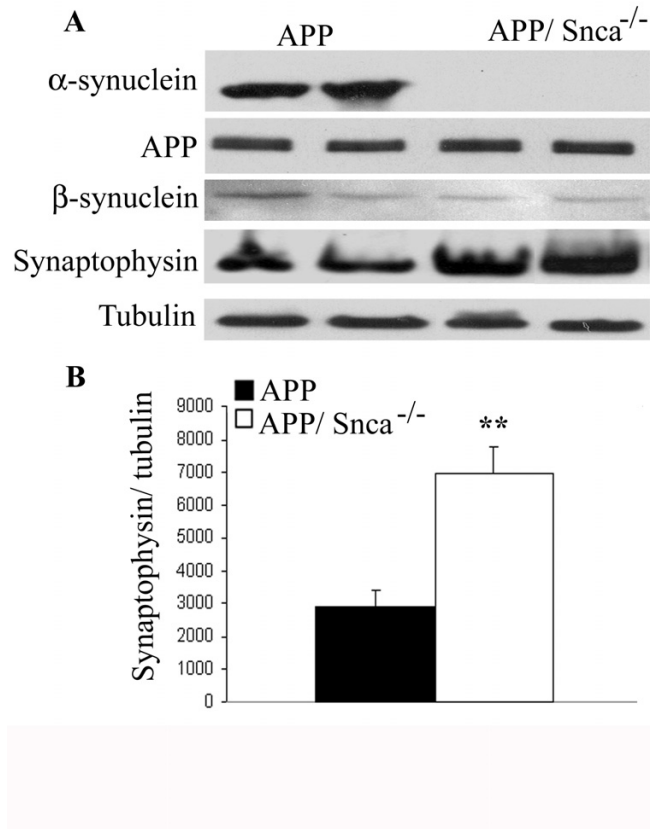 A
APP APP/ Snca-/-
α-synuclein
APP
β-synuclein
Synaptophysin
Tubulin
B
APP
APP/ Snca -/-
**
Synaptophysin/ tubulin
9000
8000
7000
6000
5000
4000
3000
2000
1000
0